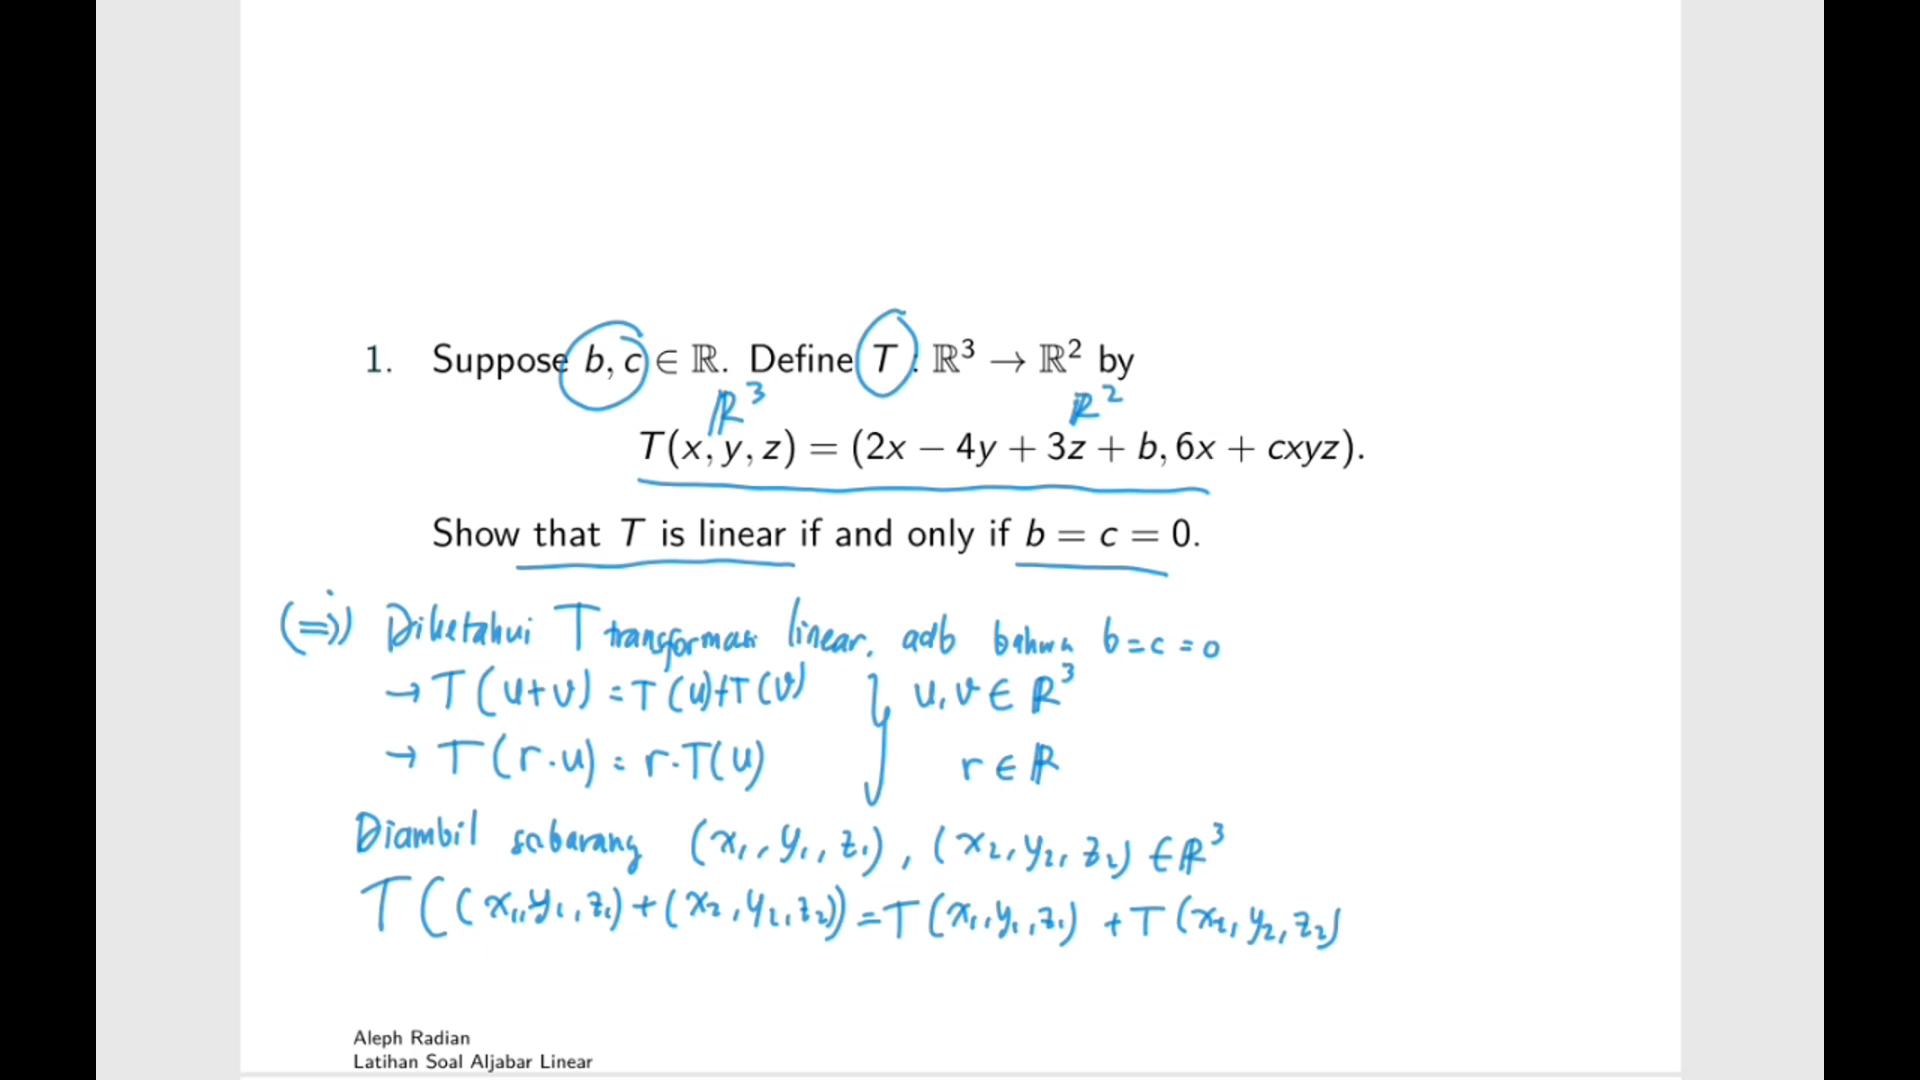 1. Suppose b, c ∈ ℝ. Define T : ℝ³ → ℝ² by
ℝ³ ℝ²
T(x, y, z) = (2x − 4y + 3z + b, 6x + cxyz).
Show that T is linear if and only if b = c = 0.
(⇒) Diketahui T transformasi linear. adb bahwa b=c=0
→ T(u+v) = T(u)+T(v) } u, v ∈ ℝ³
→ T(r·u) = r·T(u) r ∈ ℝ
Diambil sebarang (x₁, y₁, z₁), (x₂, y₂, z₂) ∈ ℝ³
T((x₁, y₁, z₁)+(x₂, y₂, z₂)) = T(x₁, y₁, z₁) + T(x₂, y₂, z₂)
Aleph Radian
Latihan Soal Aljabar Linear